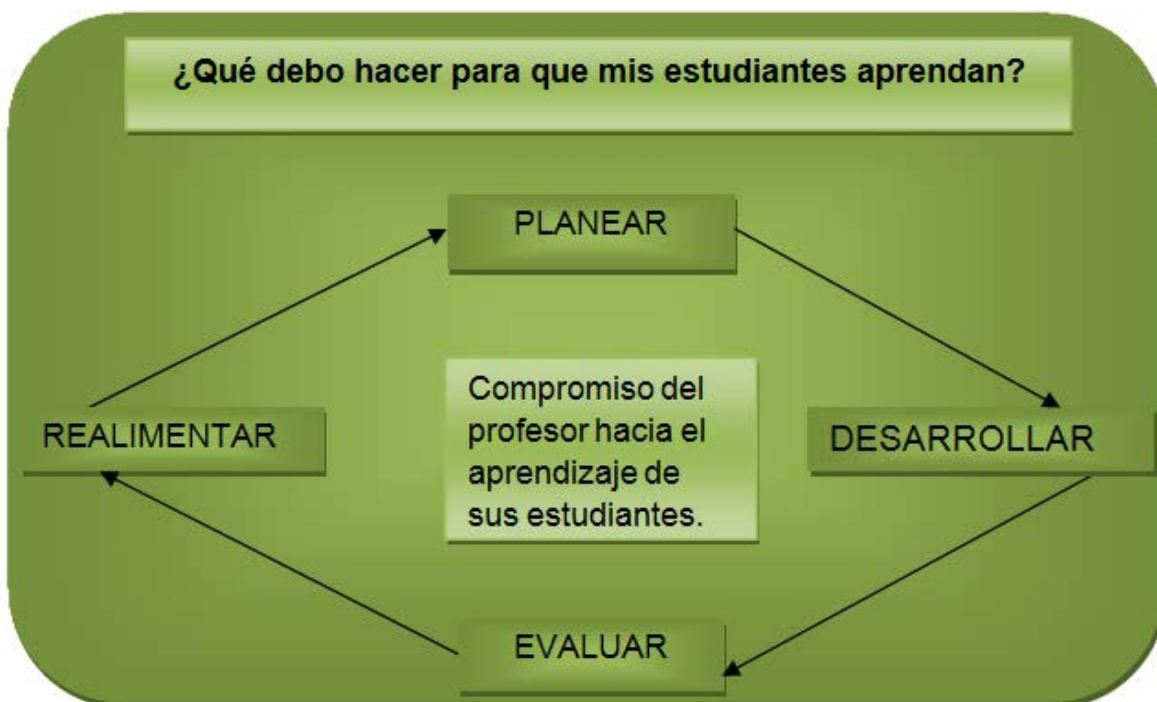 ¿Qué debo hacer para que mis estudiantes aprendan?
PLANEAR
REALIMENTAR
Compromiso del
profesor hacia el
aprendizaje de
sus estudiantes.
DESARROLLAR
EVALUAR